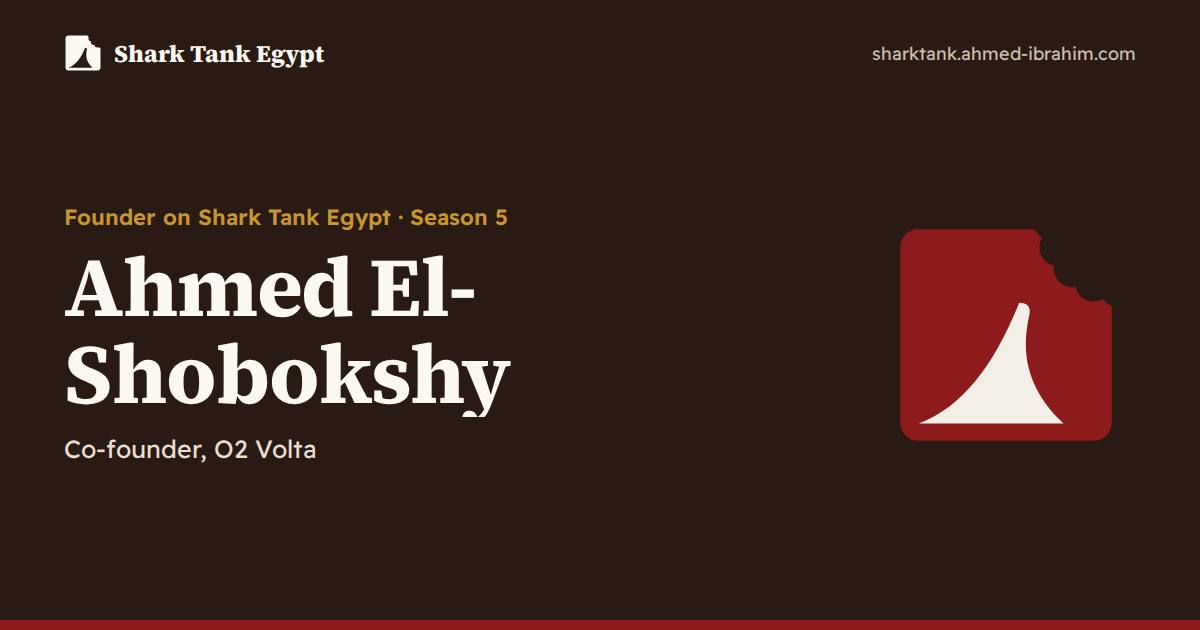 Shark Tank Egypt
sharktank.ahmed-ibrahim.com
Founder on Shark Tank Egypt · Season 5
Ahmed El-
Shobokshy
Co-founder, O2 Volta